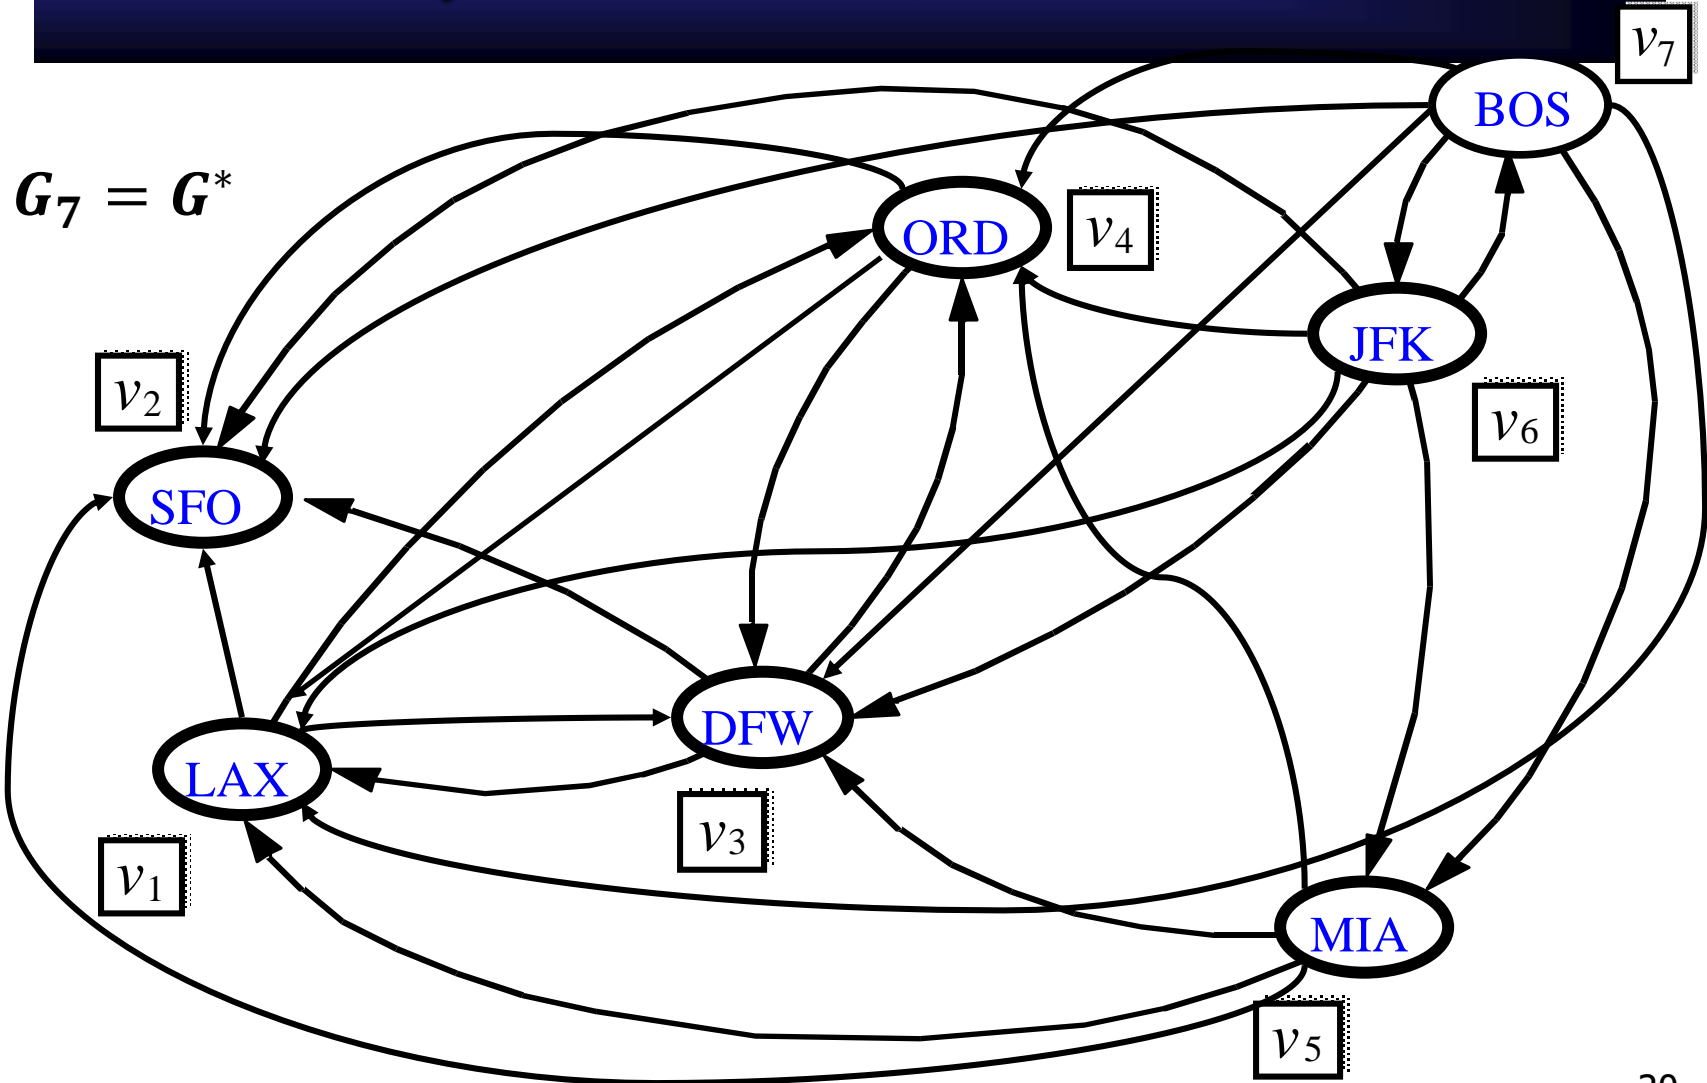 v7
BOS
G7 = G*
ORD
v4
JFK
v2
v6
SFO
DFW
LAX
v3
v1
MIA
v5